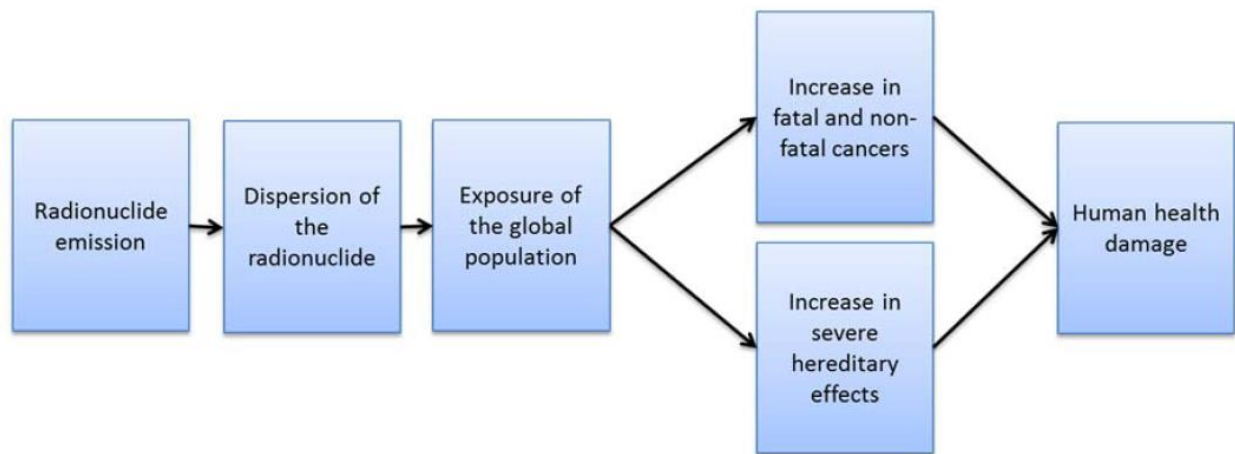 Radionuclide
emission
Dispersion of
the
radionuclide
Exposure of
the global
population
Increase in
fatal and non-
fatal cancers
Increase in
severe
hereditary
effects
Human health
damage